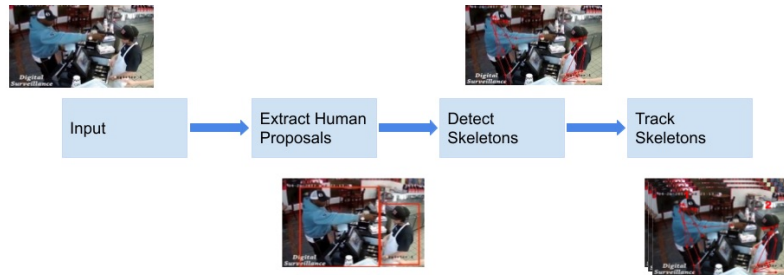 Input
Extract Human
Proposals
Detect
Skeletons
Track
Skeletons
Digital
Surveillance
Digital
Surveillance
Digital
Surveillance
Digital
Surveillance